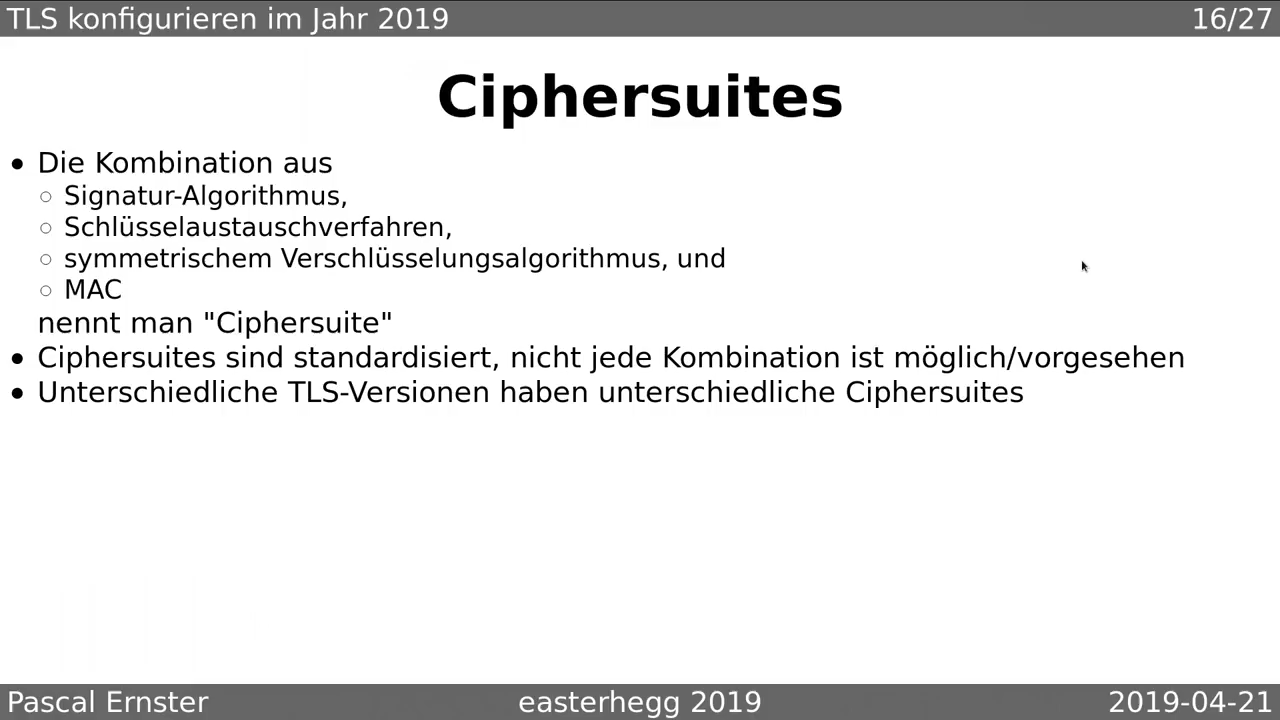 TLS konfigurieren im Jahr 2019 16/27
Ciphersuites
• Die Kombination aus
○ Signatur-Algorithmus,
○ Schlüsselaustauschverfahren,
○ symmetrischem Verschlüsselungsalgorithmus, und
○ MAC
nennt man "Ciphersuite"
• Ciphersuites sind standardisiert, nicht jede Kombination ist möglich/vorgesehen
• Unterschiedliche TLS-Versionen haben unterschiedliche Ciphersuites
Pascal Ernster easterhegg 2019 2019-04-21